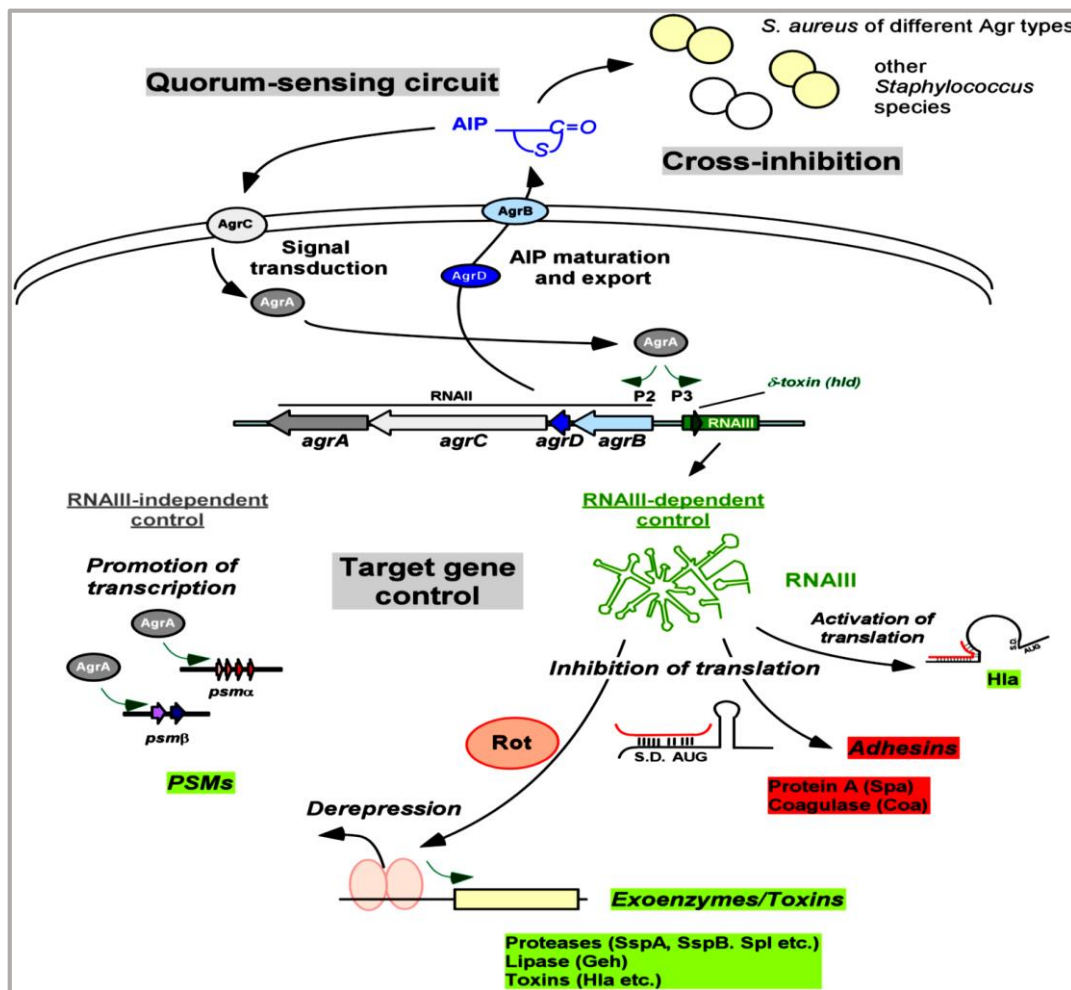 S. aureus of different Agr types
other
Staphylococcus
species
Quorum-sensing circuit
AIP
C=O
S
Cross-inhibition
AgrC
AgrB
Signal
transduction
AIP maturation
and export
AgrD
AgrA
AgrA
δ-toxin (hld)
RNAII
P2
P3
RNAIII
agrA
agrC
agrD
agrB
RNAIII-independent
control
RNAIII-dependent
control
Promotion of
transcription
Target gene
control
RNAIII
AgrA
Activation of
translation
AgrA
psmα
S.D.
AUG
Inhibition of translation
Hla
psmβ
Rot
S.D. AUG
Adhesins
PSMs
Protein A (Spa)
Coagulase (Coa)
Derepression
Exoenzymes/Toxins
Proteases (SspA, SspB. Spl etc.)
Lipase (Geh)
Toxins (Hla etc.)